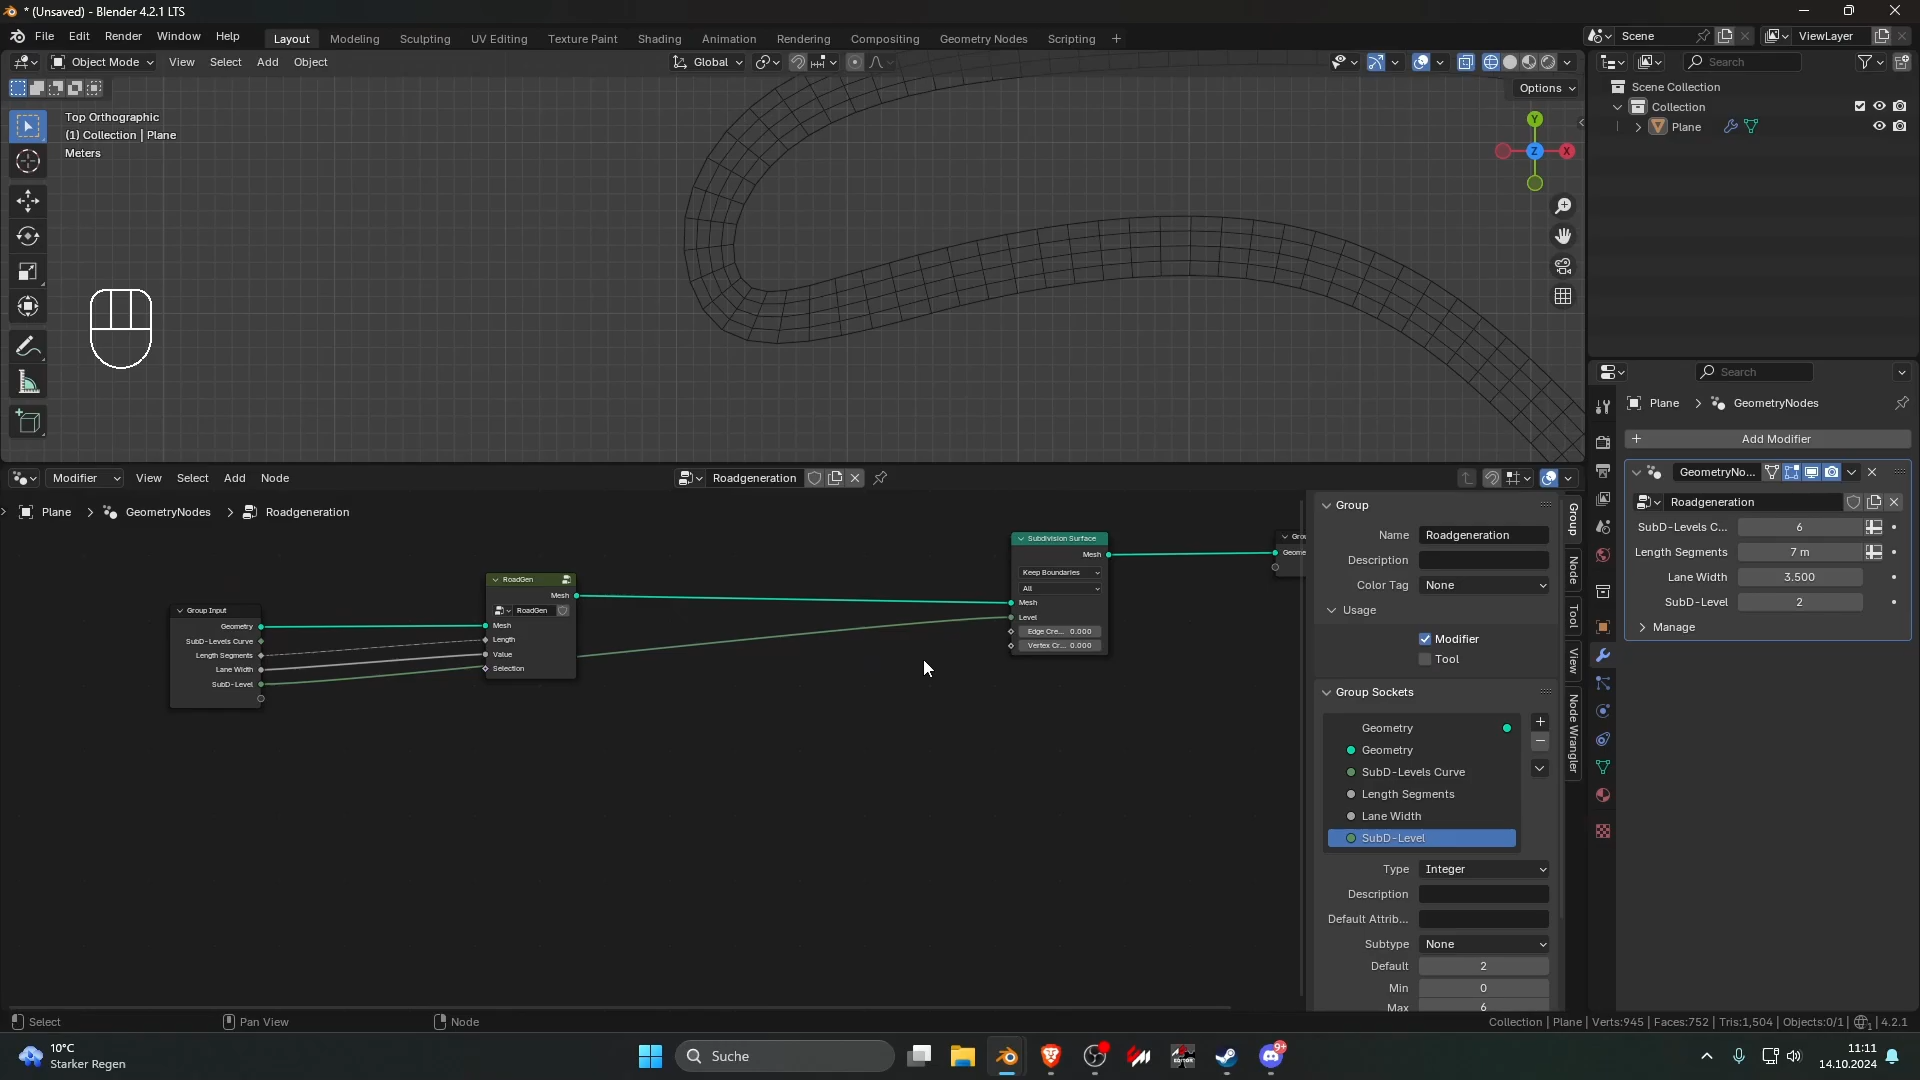 * (Unsaved) - Blender 4.2.1 LTS
File Edit Render Window Help Layout Modeling Sculpting UV Editing Texture Paint Shading Animation Rendering Compositing Geometry Nodes Scripting + Scene ViewLayer
Object Mode View Select Add Object Global Search
Options
Top Orthographic
(1) Collection | Plane
Meters
Y
X
Z
Scene Collection
Collection
Plane
Search
Plane > GeometryNodes
+ Add Modifier
GeometryNo...
Roadgeneration
SubD-Levels C... 6
Length Segments 7 m
Lane Width 3.500
SubD-Level 2
Manage
Modifier View Select Add Node Roadgeneration
Plane > GeometryNodes > Roadgeneration
Group Input
Geometry
SubD-Levels Curve
Length Segments
Lane Width
SubD-Level
RoadGen
Mesh
RoadGen
Mesh
Length
Value
Selection
Subdivision Surface
Mesh
Keep Boundaries
All
Mesh
Level
Edge Cre... 0.000
Vertex Cr... 0.000
Grou
Geome
Group
Name Roadgeneration
Description
Color Tag None
Usage
Modifier
Tool
Group Sockets
Geometry
Geometry
SubD-Levels Curve
Length Segments
Lane Width
SubD-Level
Type Integer
Description
Default Attrib...
Subtype None
Default 2
Min 0
Max 6
Group
Node
Tool
View
Node Wrangler
Select Pan View Node Collection | Plane | Verts:945 | Faces:752 | Tris:1,504 | Objects:0/1 | 4.2.1
10°C
Starker Regen
Suche
EDITOR
9+
11:11
14.10.2024